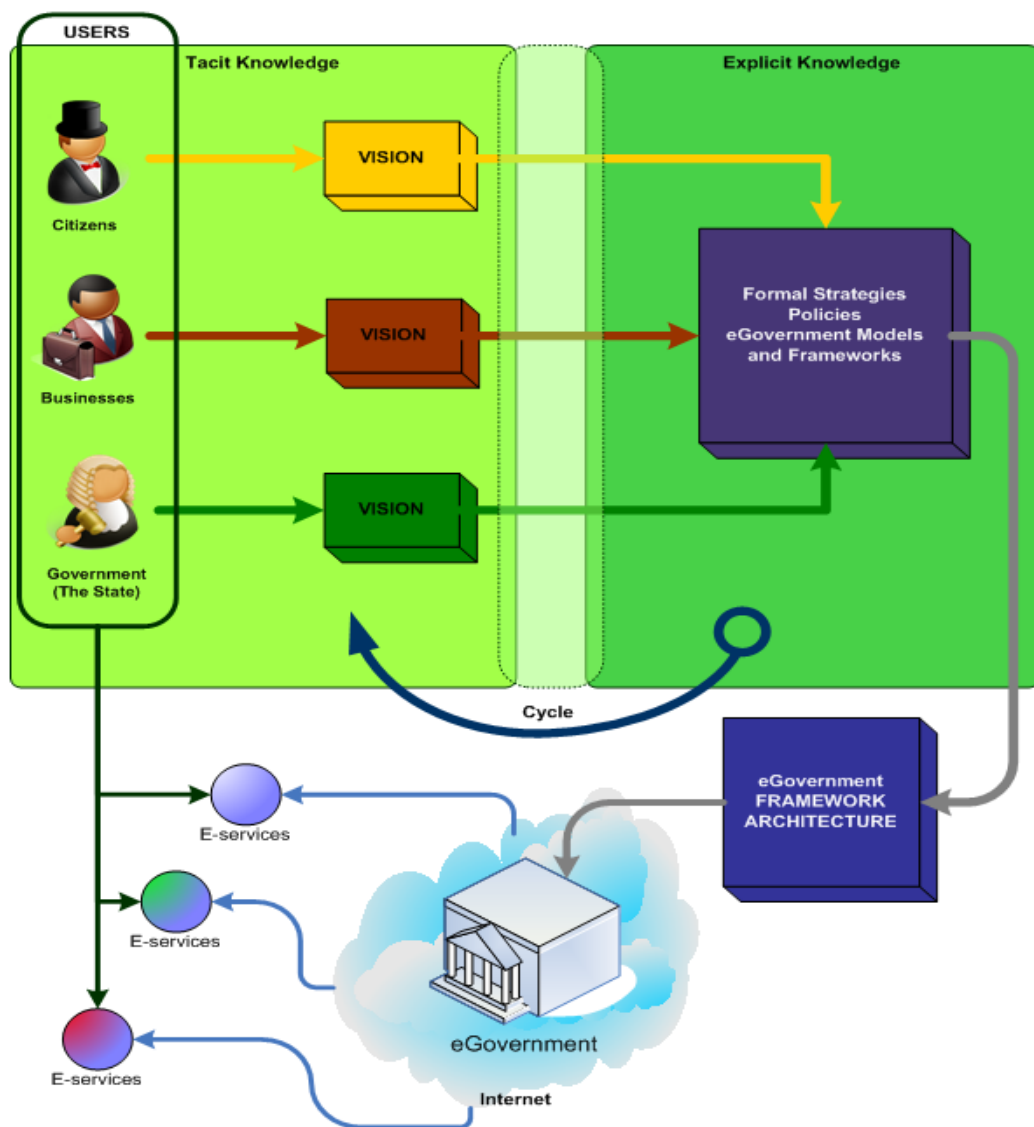 USERS
Tacit Knowledge
Explicit Knowledge
Citizens
VISION
Businesses
VISION
Formal Strategies
Policies
eGovernment Models
and Frameworks
Government
(The State)
VISION
Cycle
eGovernment
FRAMEWORK
ARCHITECTURE
E-services
E-services
E-services
eGovernment
Internet